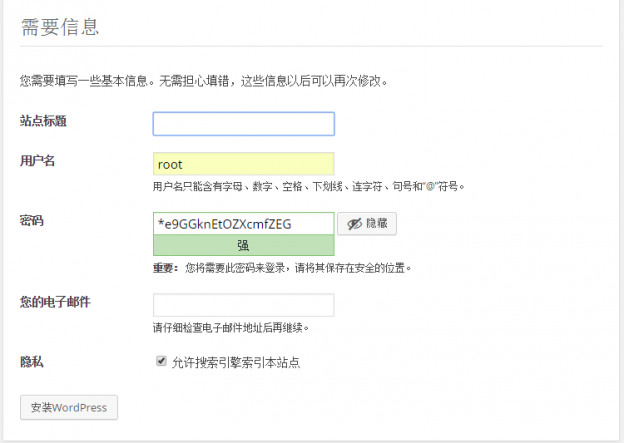 需要信息
您需要填写一些基本信息。无需担心填错，这些信息以后可以再次修改。
站点标题
用户名
root
用户名只能含有字母、数字、空格、下划线、连字符、句号和“@”符号。
密码
*e9GGknEtOZXcmfZEG
隐藏
强
重要：您将需要此密码来登录，请将其保存在安全的位置。
您的电子邮件
请仔细检查电子邮件地址后再继续。
隐私
允许搜索引擎索引本站点
安装WordPress